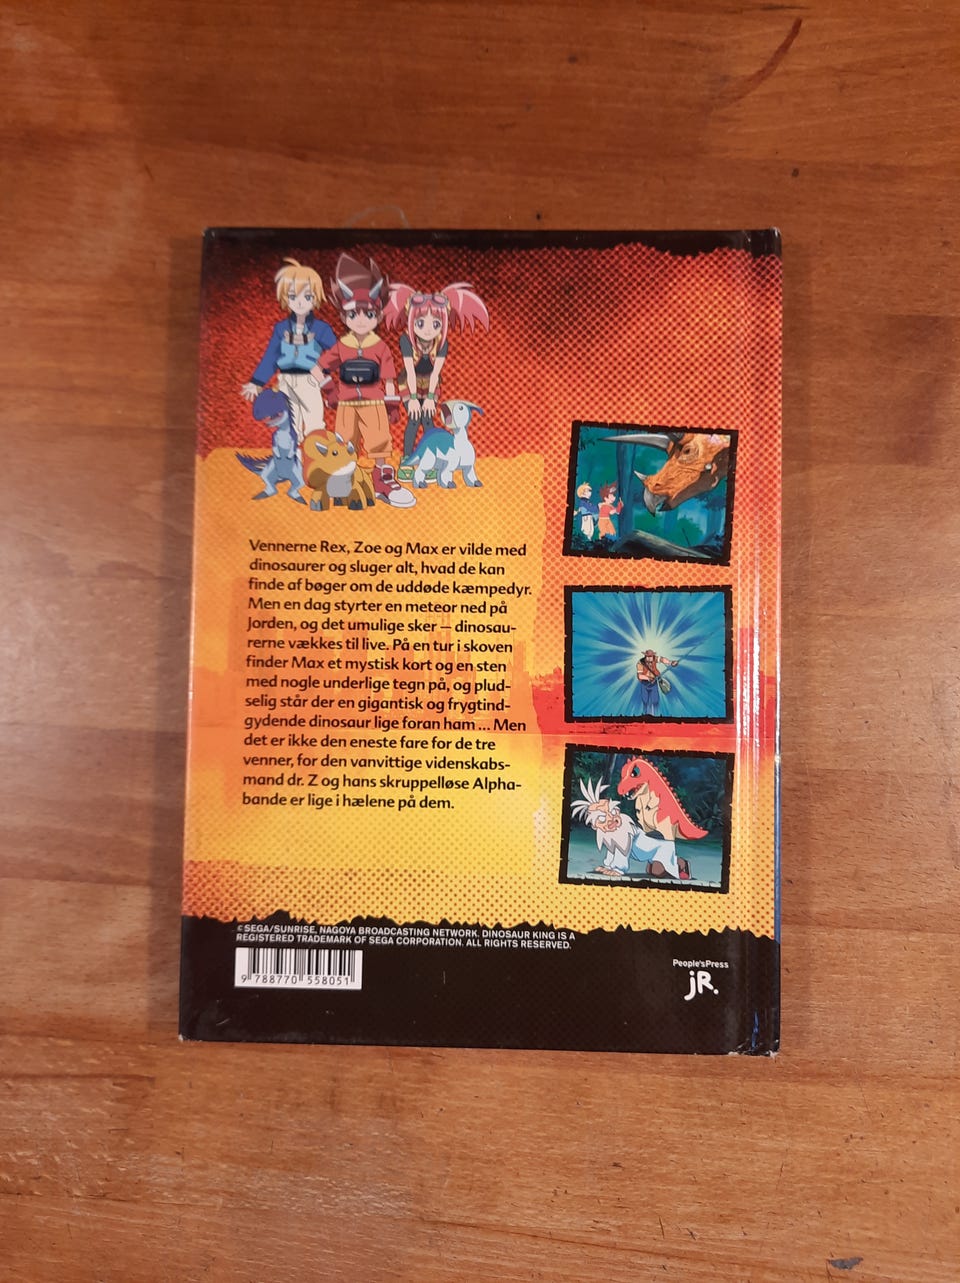 Vennerne Rex, Zoe og Max er vilde med
dinosaurer og sluger alt, hvad de kan
finde af bøger om de uddøde kæmpedyr.
Men en dag styrter en meteor ned på
Jorden, og det umulige sker – dinosau-
rerne vækkes til live. På en tur i skoven
finder Max et mystisk kort og en sten
med nogle underlige tegn på, og plud-
selig står der en gigantisk og frygtind-
gydende dinosaur lige foran ham ... Men
det er ikke den eneste fare for de tre
venner, for den vanvittige videnskabs-
mand dr. Z og hans skruppelløse Alpha-
bande er lige i hælene på dem.
© SEGA/SUNRISE, NAGOYA BROADCASTING NETWORK. DINOSAUR KING IS A
REGISTERED TRADEMARK OF SEGA CORPORATION. ALL RIGHTS RESERVED.
9 788770 558051
People'sPress
jR.